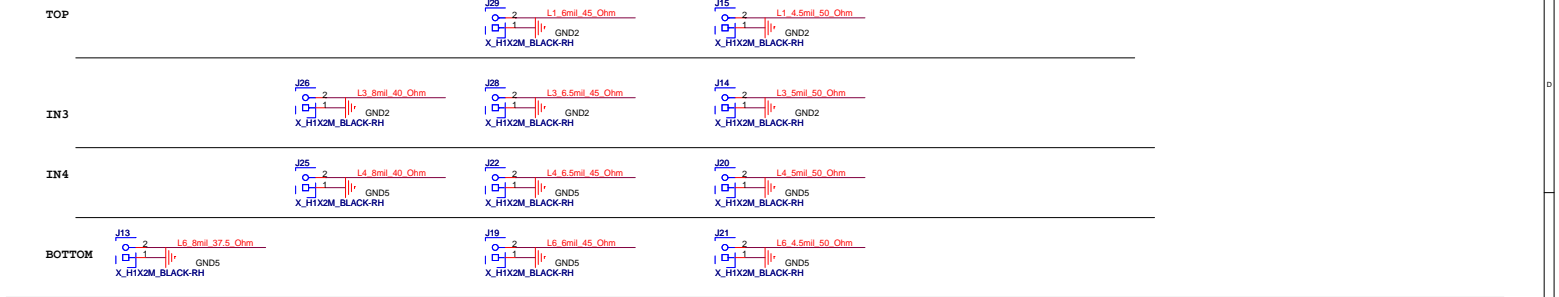 TOP
J29
2
L1_6mil_45_Ohm
1
GND2
X_H1X2M_BLACK-RH
J15
2
L1_4.5mil_50_Ohm
1
GND2
X_H1X2M_BLACK-RH
IN3
J26
2
L3_8mil_40_Ohm
1
GND2
X_H1X2M_BLACK-RH
J28
2
L3_6.5mil_45_Ohm
1
GND2
X_H1X2M_BLACK-RH
J14
2
L3_5mil_50_Ohm
1
GND2
X_H1X2M_BLACK-RH
D
IN4
J25
2
L4_8mil_40_Ohm
1
GND5
X_H1X2M_BLACK-RH
J22
2
L4_6.5mil_45_Ohm
1
GND5
X_H1X2M_BLACK-RH
J20
2
L4_5mil_50_Ohm
1
GND5
X_H1X2M_BLACK-RH
BOTTOM
J13
2
L6_8mil_37.5_Ohm
1
GND5
X_H1X2M_BLACK-RH
J19
2
L6_6mil_45_Ohm
1
GND5
X_H1X2M_BLACK-RH
J21
2
L6_4.5mil_50_Ohm
1
GND5
X_H1X2M_BLACK-RH